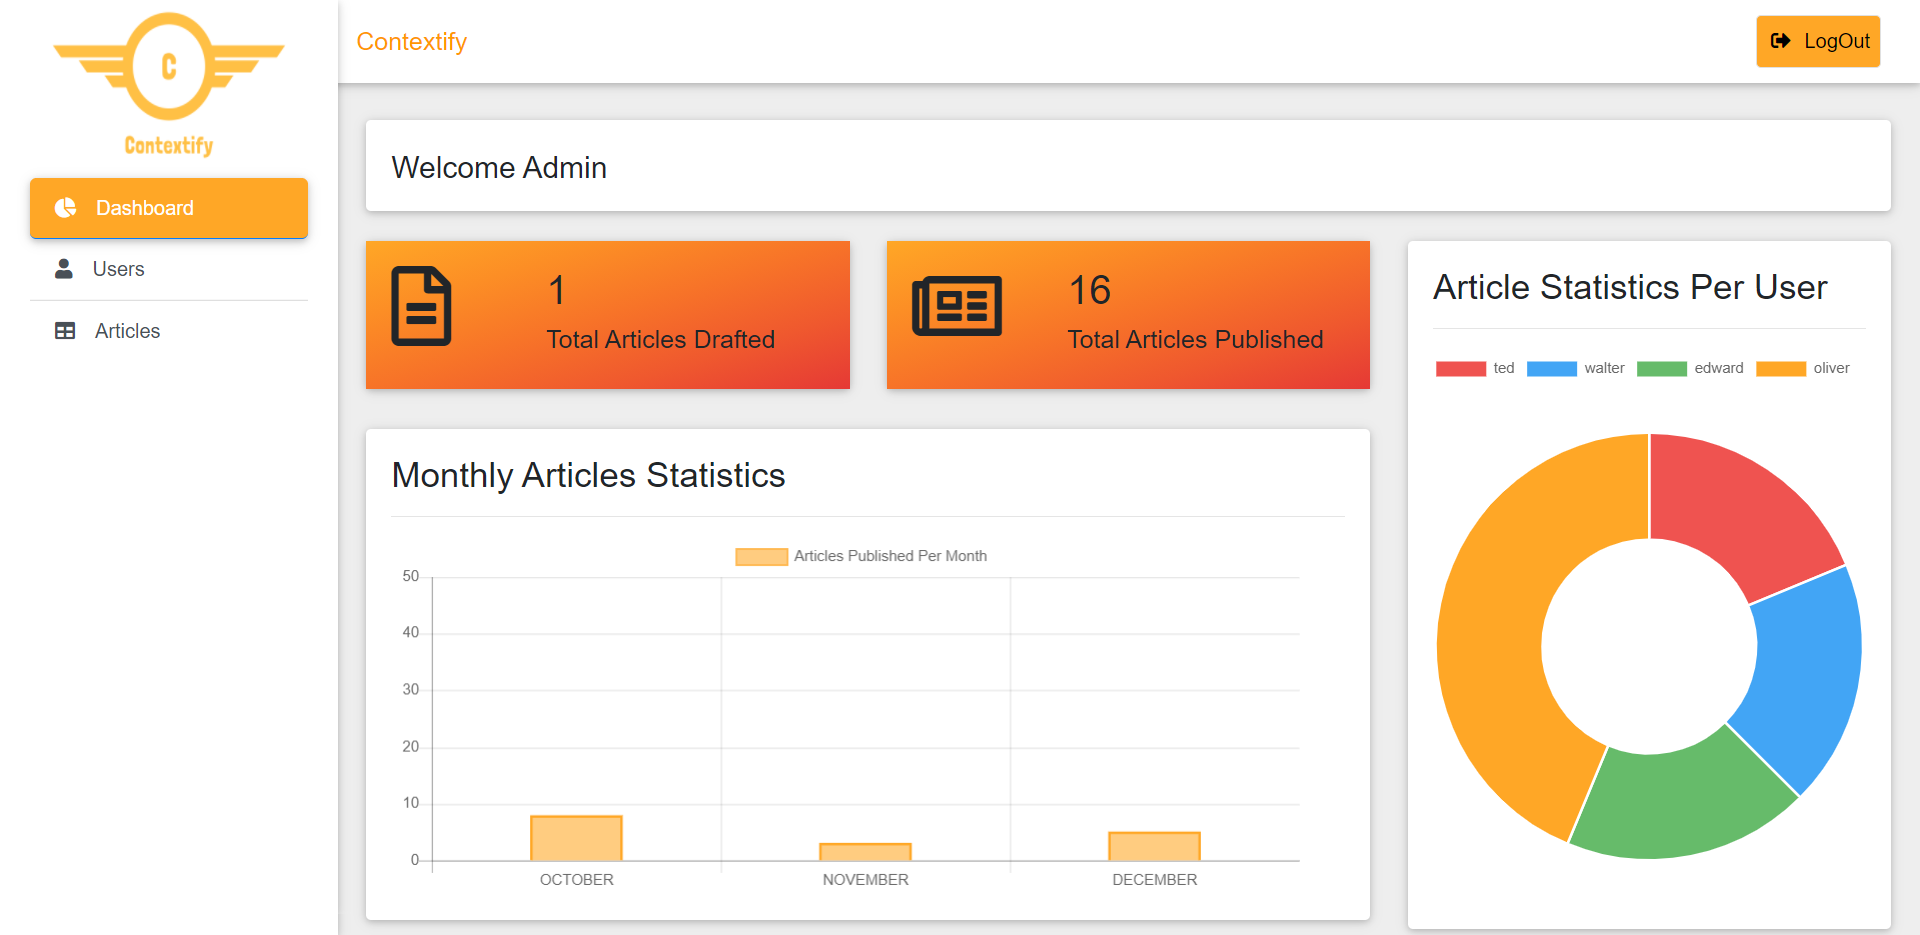 C
Contextify
Dashboard
Users
Articles
Contextify
LogOut
Welcome Admin
1
Total Articles Drafted
16
Total Articles Published
Monthly Articles Statistics
Articles Published Per Month
50
40
30
20
10
0
OCTOBER NOVEMBER DECEMBER
Article Statistics Per User
ted walter edward oliver